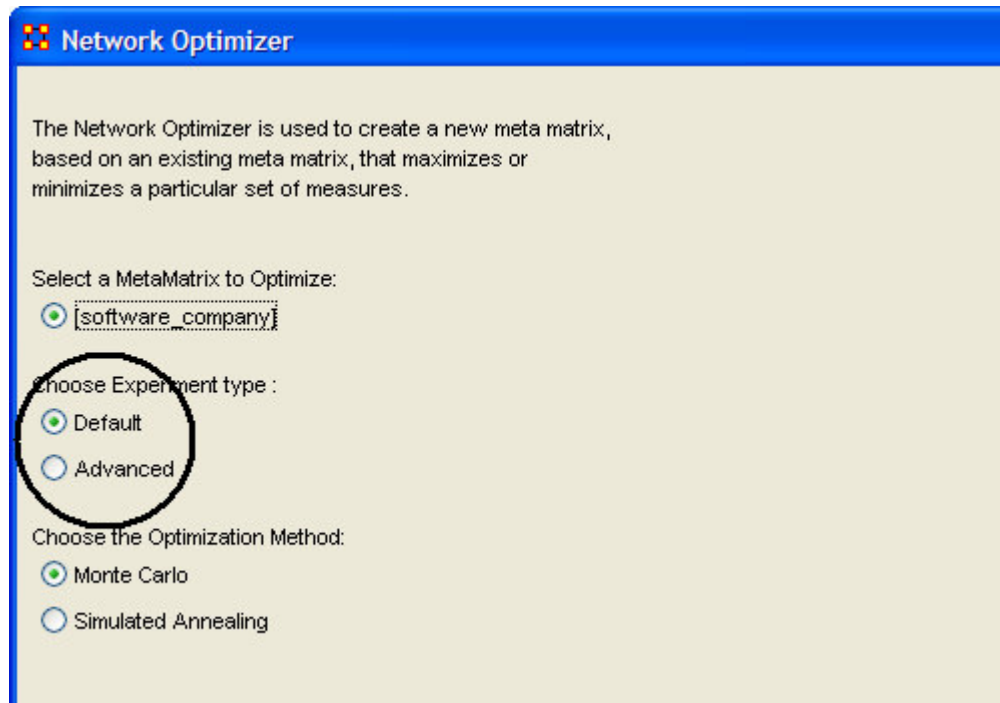 Network Optimizer
The Network Optimizer is used to create a new meta matrix,
based on an existing meta matrix, that maximizes or
minimizes a particular set of measures.
Select a MetaMatrix to Optimize:
[software_company]
Choose Experiment type :
Default
Advanced
Choose the Optimization Method:
Monte Carlo
Simulated Annealing